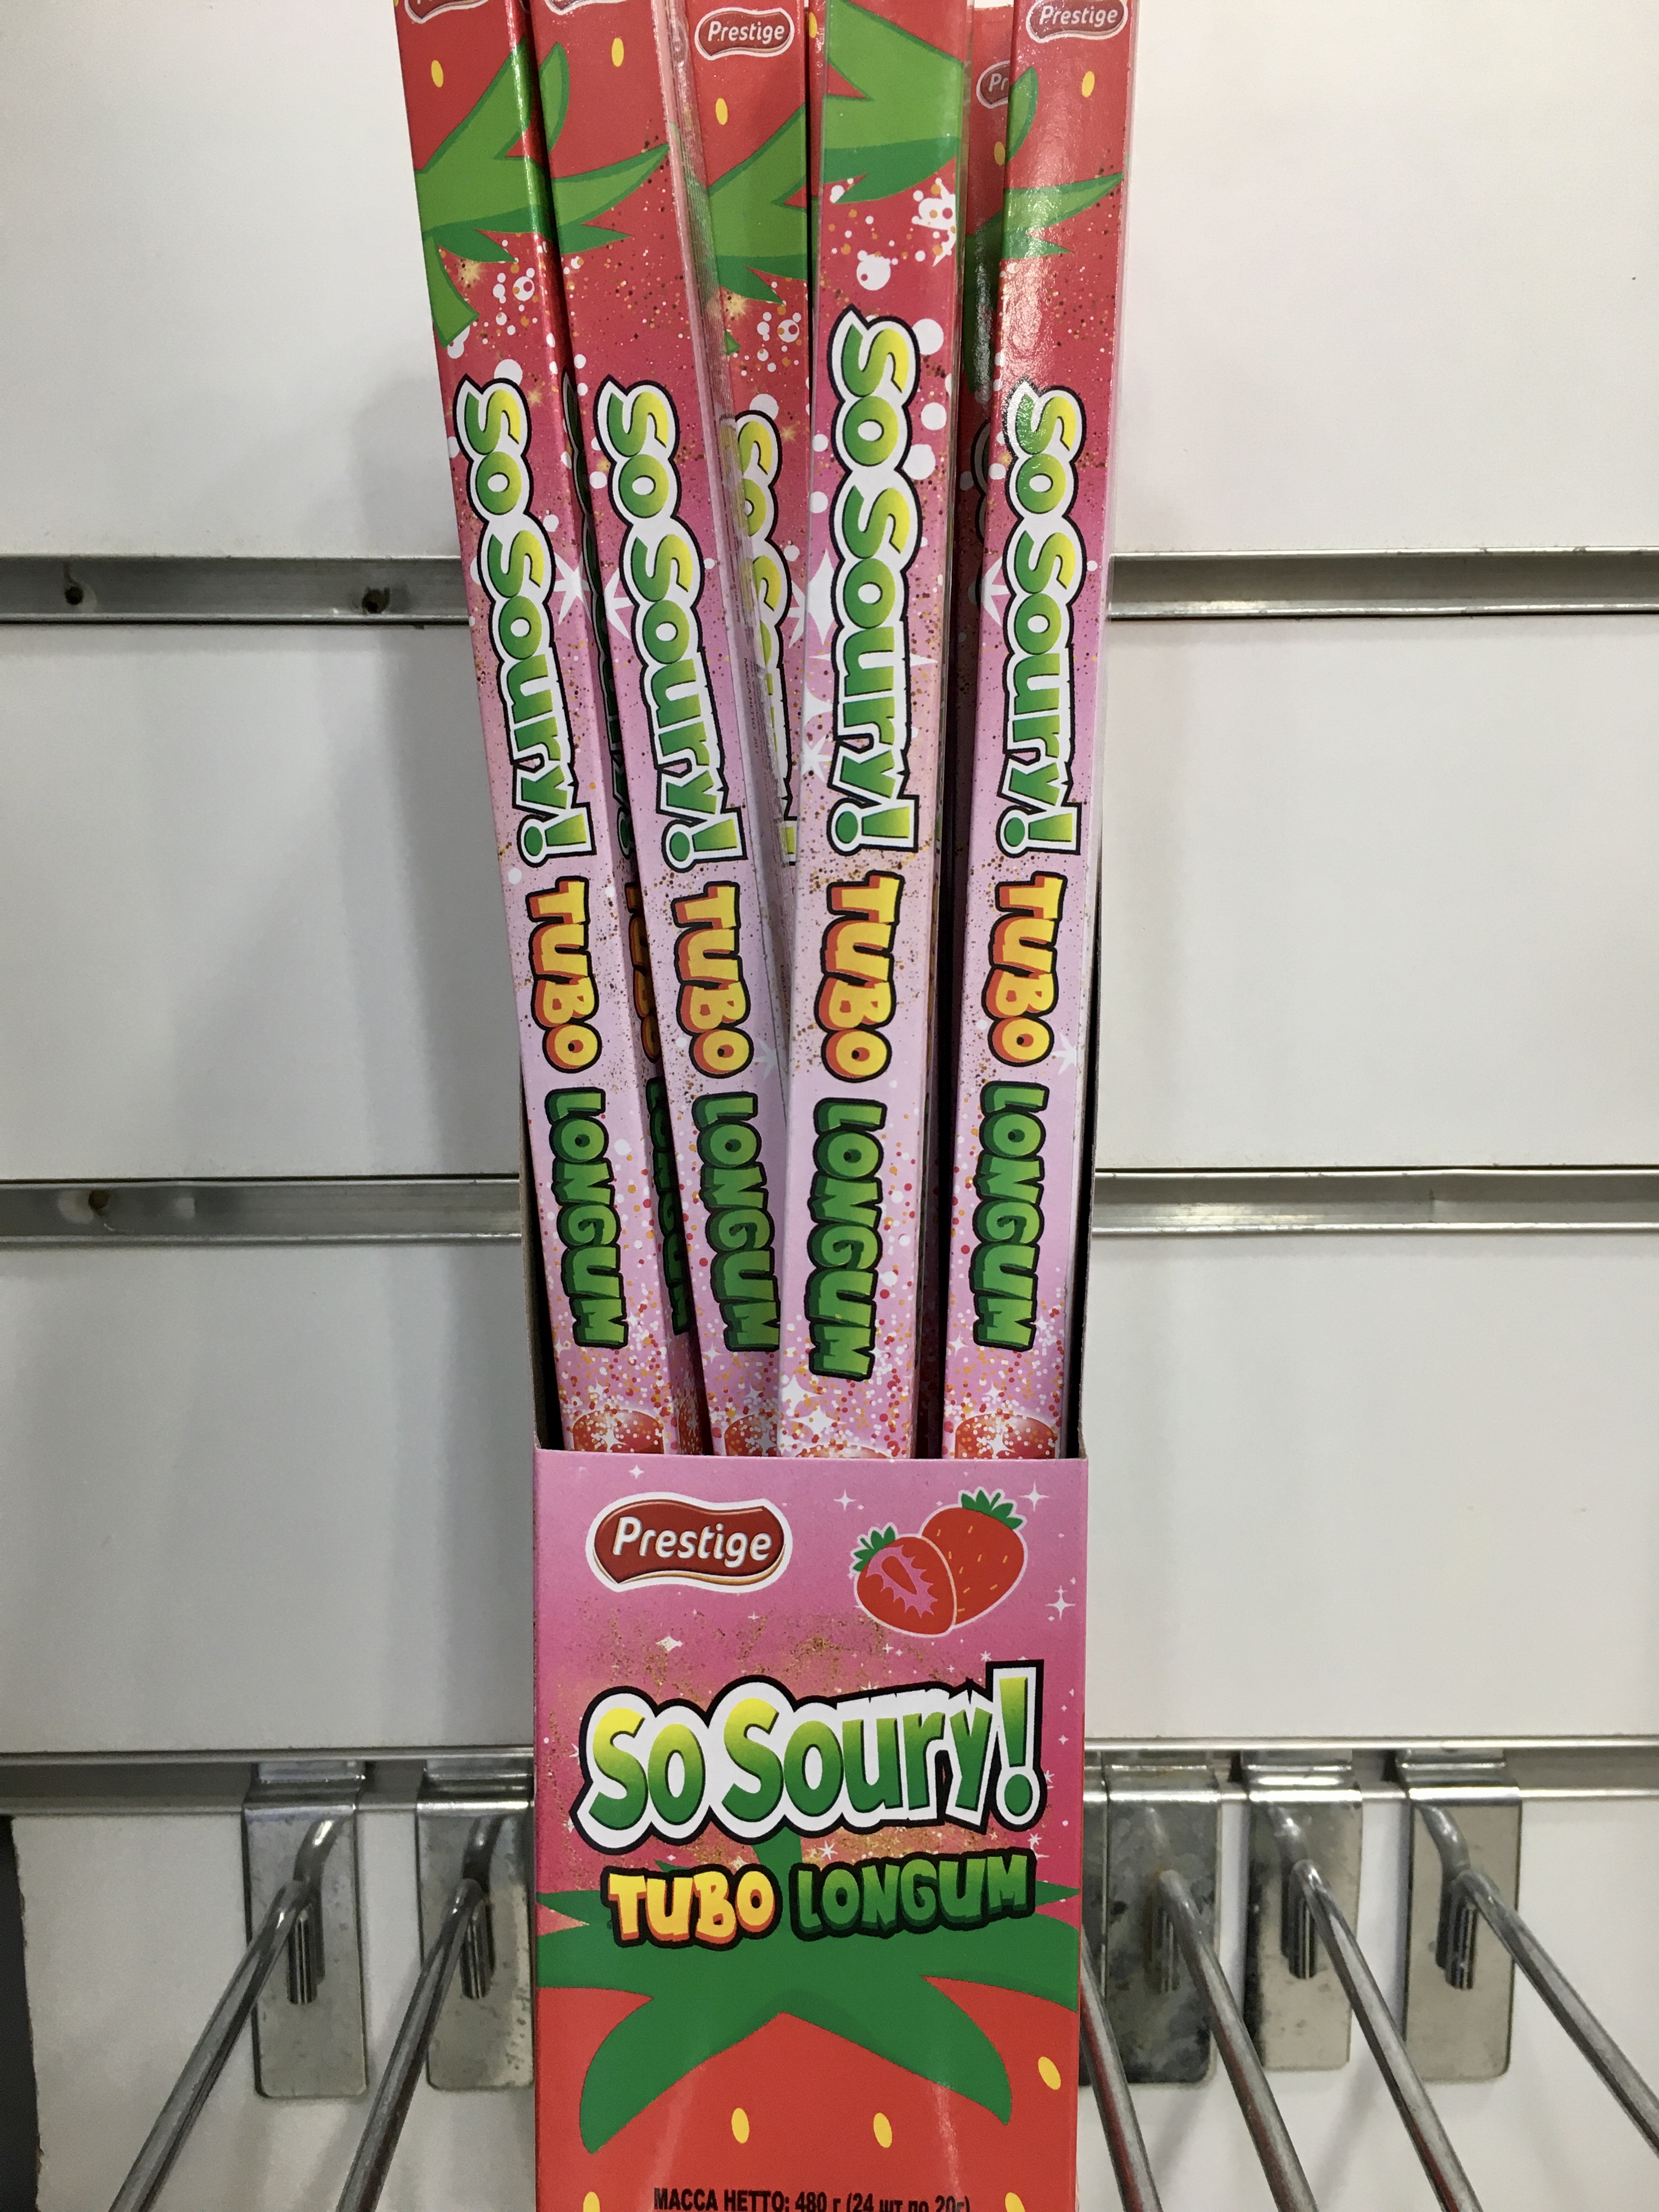 Prestige
Prestige
So Soury! TUBO LONGUM
So Soury! TUBO LONGUM
So Soury! TUBO LONGUM
So Soury! TUBO LONGUM
Prestige
So Soury!
TUBO LONGUM
МАССА НЕТТО: 480 г (24 шт по 20г)